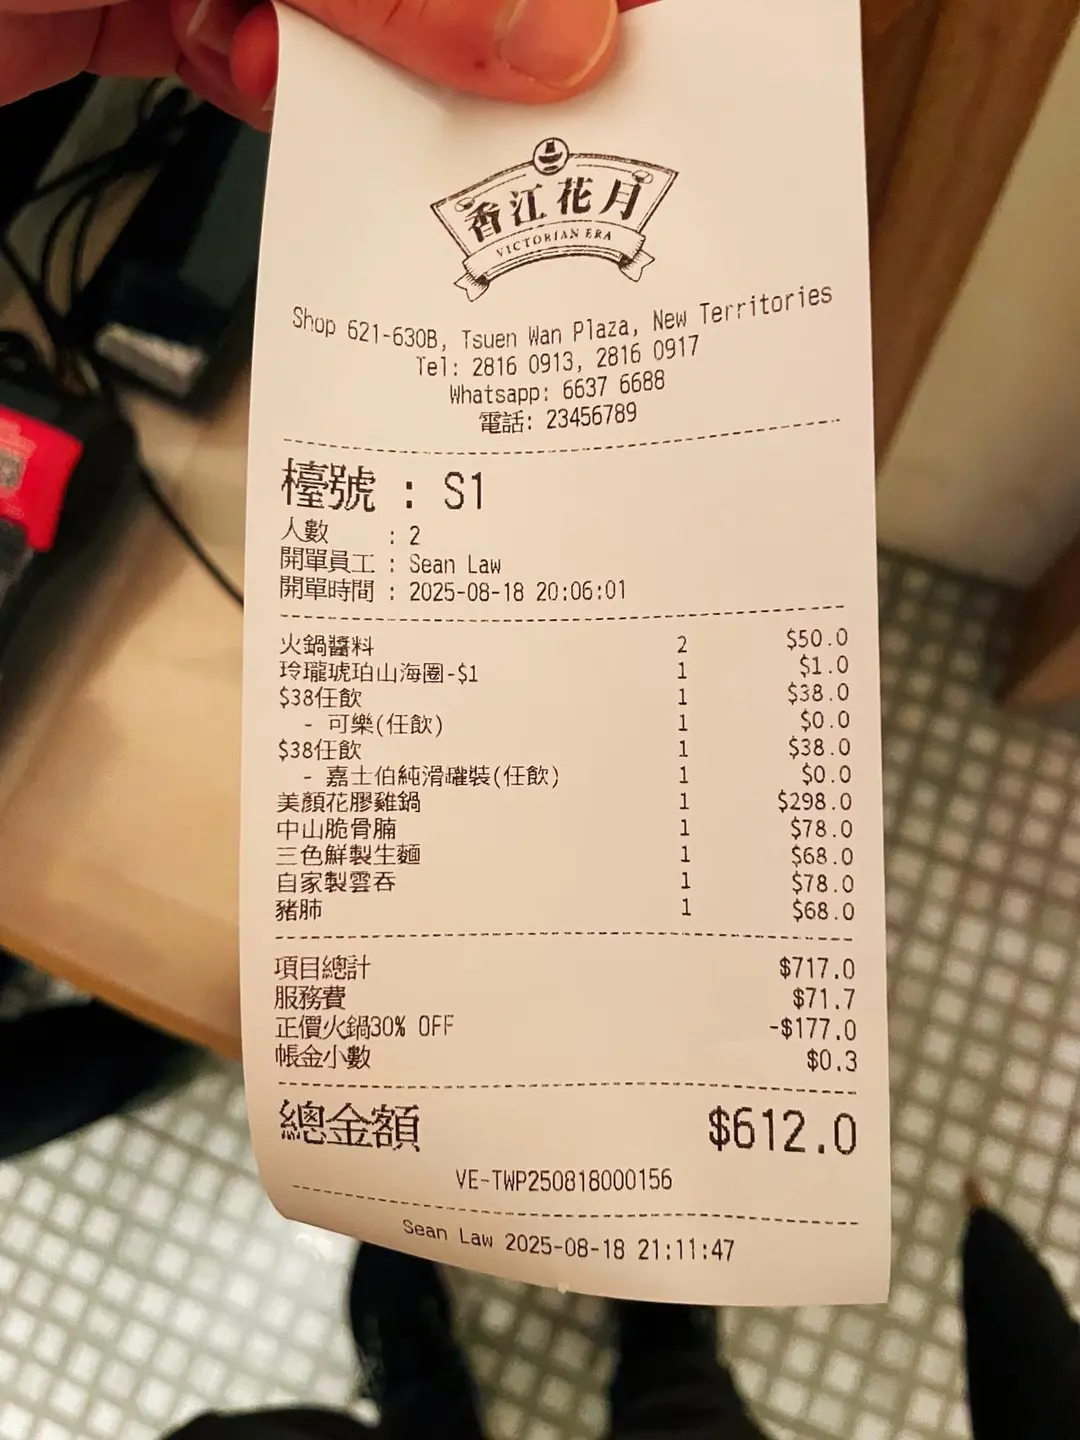 香江花月
VICTORIAN ERA
Shop 621-630B, Tsuen Wan Plaza, New Territories
Tel: 2816 0913, 2816 0917
Whatsapp: 6637 6688
電話: 23456789
檯號 : S1
人數 : 2
開單員工 : Sean Law
開單時間 : 2025-08-18 20:06:01
火鍋醬料 2 $50.0
玲瓏琥珀山海圈-$1 1 $1.0
$38任飲 1 $38.0
- 可樂(任飲) 1 $0.0
$38任飲 1 $38.0
- 嘉士伯純滑罐裝(任飲) 1 $0.0
美顏花膠雞鍋 1 $298.0
中山脆骨腩 1 $78.0
三色鮮製生麵 1 $68.0
自家製雲吞 1 $78.0
豬肺 1 $68.0
項目總計 $717.0
服務費 $71.7
正價火鍋30% OFF -$177.0
帳金小數 $0.3
總金額 $612.0
VE-TWP250818000156
Sean Law 2025-08-18 21:11:47